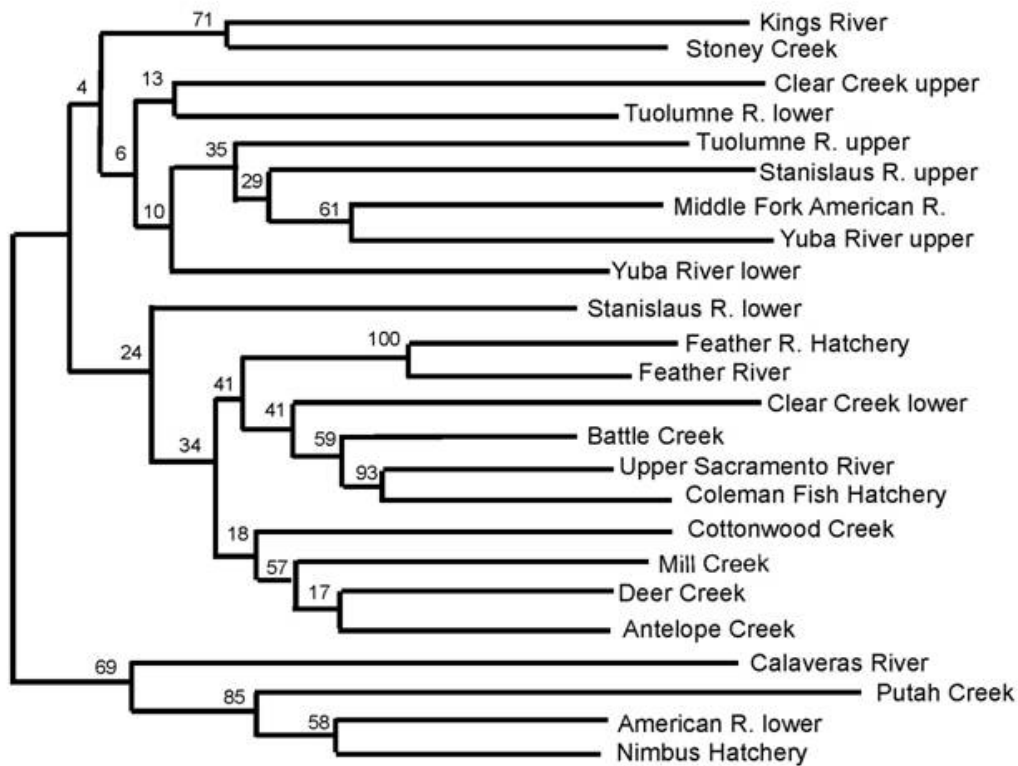 71
Kings River
Stoney Creek
4
13
Clear Creek upper
Tuolumne R. lower
6
35
Tuolumne R. upper
29
Stanislaus R. upper
10
61
Middle Fork American R.
Yuba River upper
Yuba River lower
Stanislaus R. lower
24
100
Feather R. Hatchery
Feather River
41
41
Clear Creek lower
34
59
Battle Creek
93
Upper Sacramento River
Coleman Fish Hatchery
18
Cottonwood Creek
57
Mill Creek
17
Deer Creek
Antelope Creek
69
Calaveras River
85
Putah Creek
58
American R. lower
Nimbus Hatchery